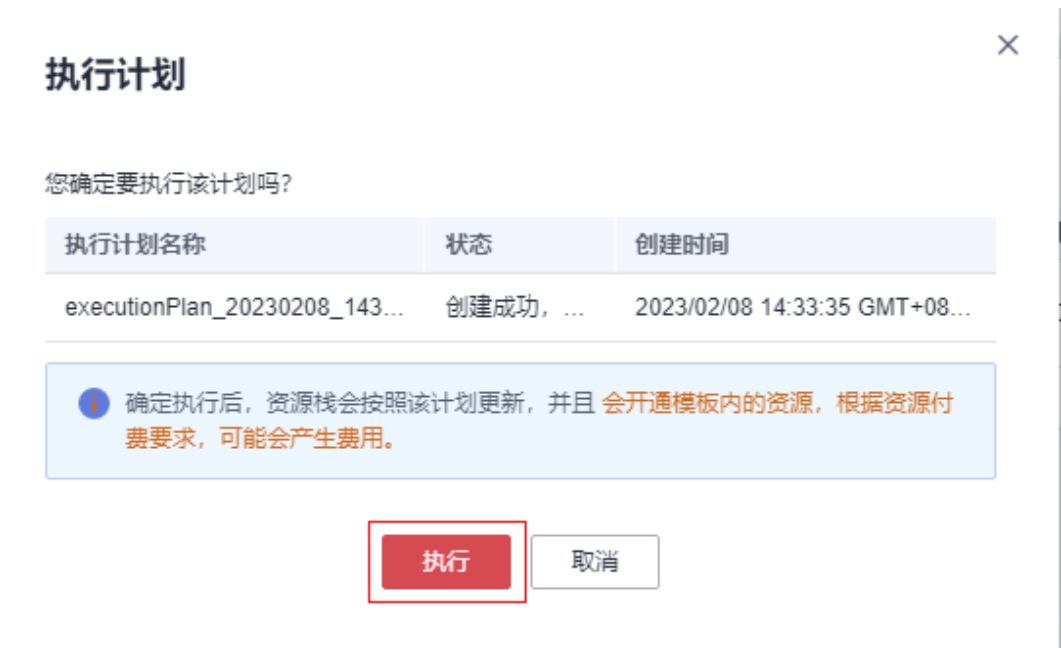 执行计划
您确定要执行该计划吗?
执行计划名称 状态 创建时间
executionPlan_20230208_143... 创建成功, ... 2023/02/08 14:33:35 GMT+08...
确定执行后，资源栈会按照该计划更新，并且 会开通模板内的资源，根据资源付
费要求，可能会产生费用。
执行 取消